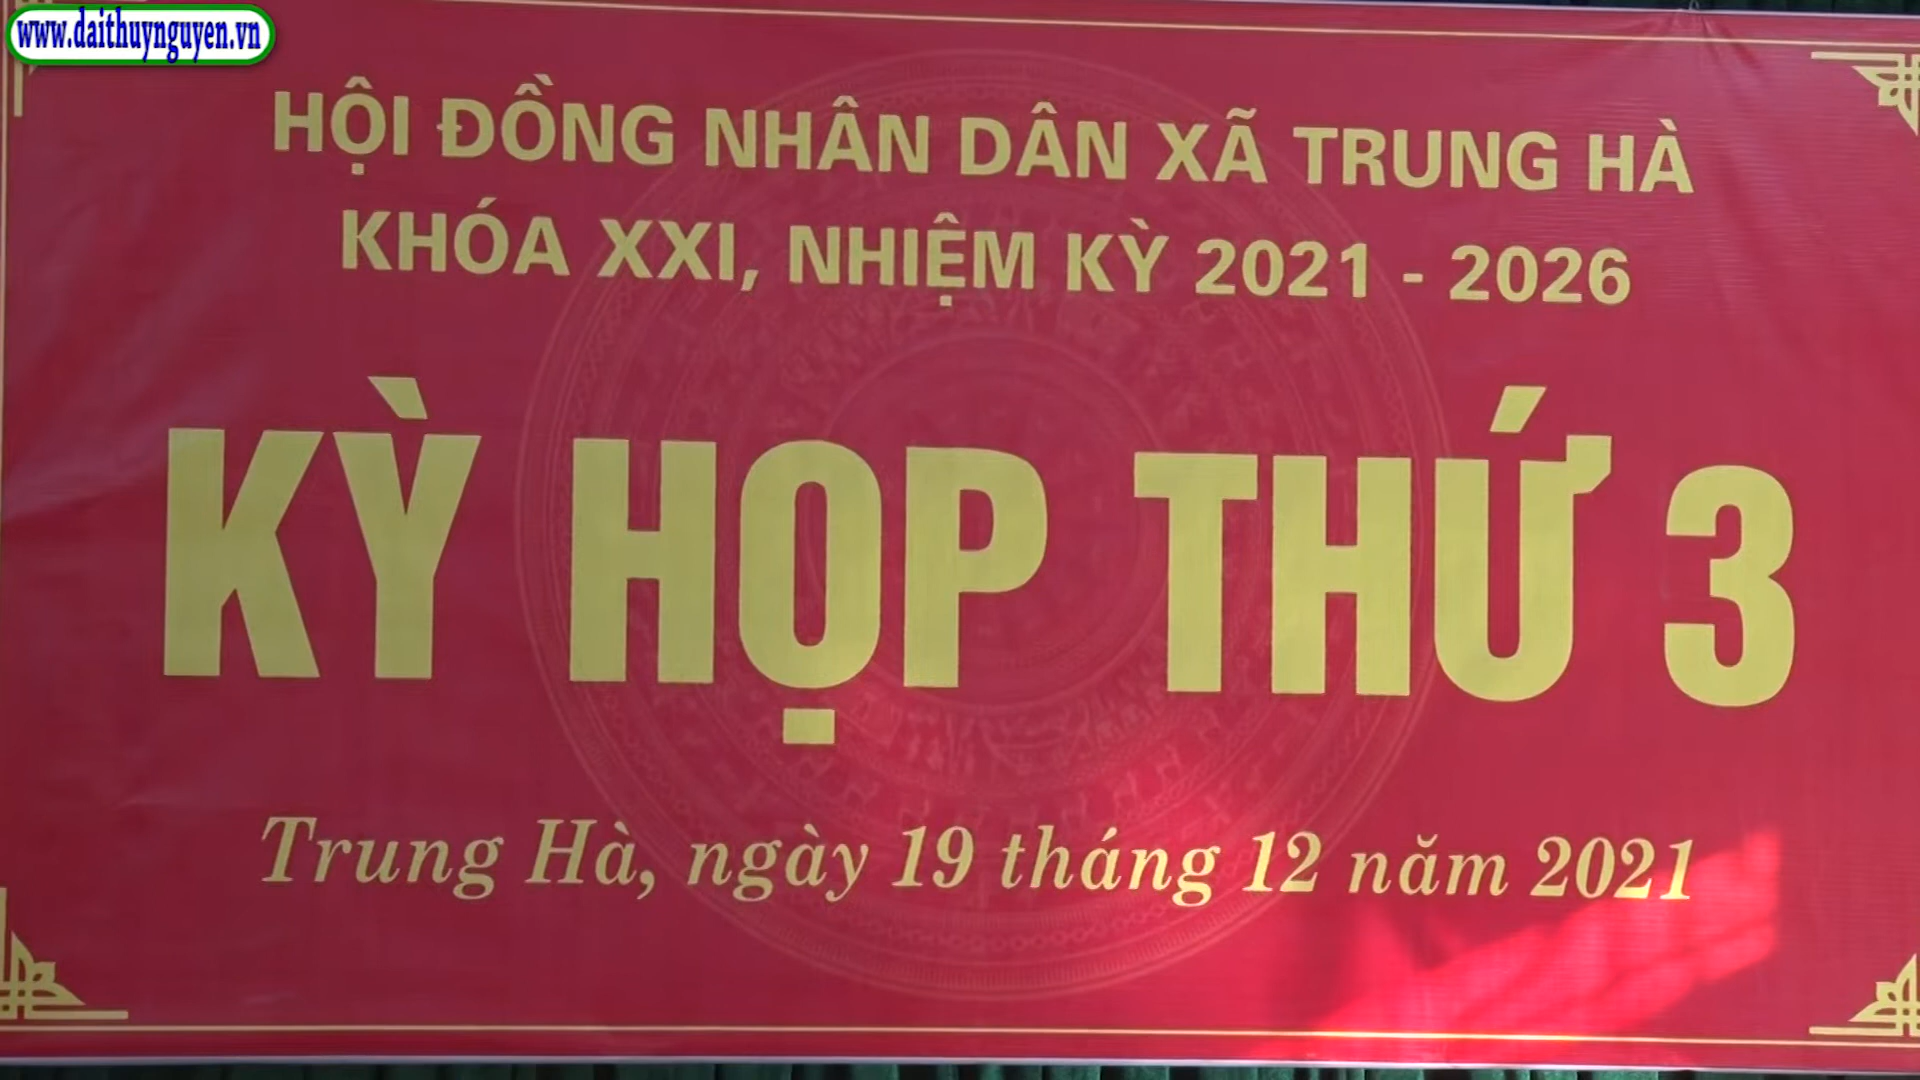 www.daithuynguyen.vn
HỘI ĐỒNG NHÂN DÂN XÃ TRUNG HÀ
KHÓA XXI, NHIỆM KỲ 2021 - 2026
KỲ HỌP THỨ 3
Trung Hà, ngày 19 tháng 12 năm 2021